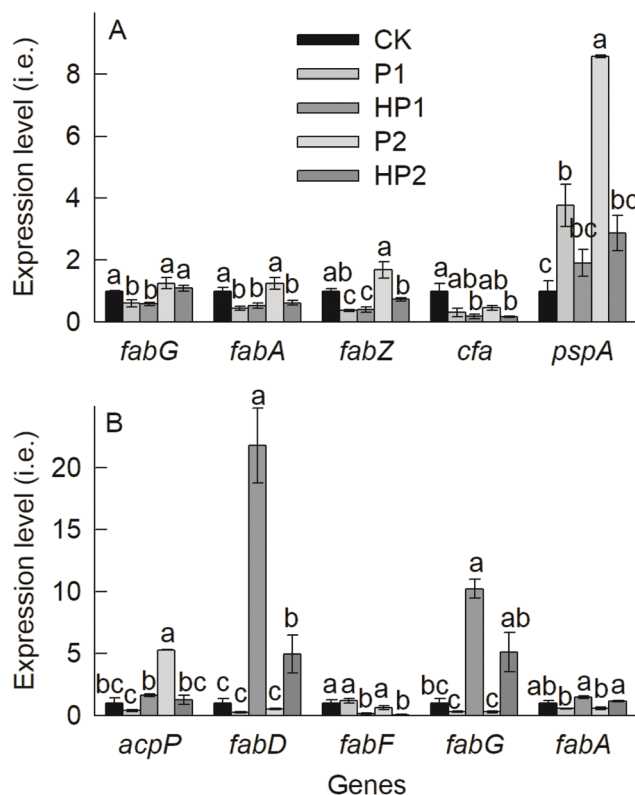 A
CK
P1
HP1
P2
HP2
Expression level (i.e.)
8
6
4
2
0
a b b a a
a b b a b
ab c c a b
a ab b ab b
c b bc a bc
fabG fabA fabZ cfa pspA
B
Expression level (i.e.)
20
15
10
5
0
bc c b a bc
c c a c b
a a b a b
bc c a c ab
ab b a b a
acpP fabD fabF fabG fabA
Genes